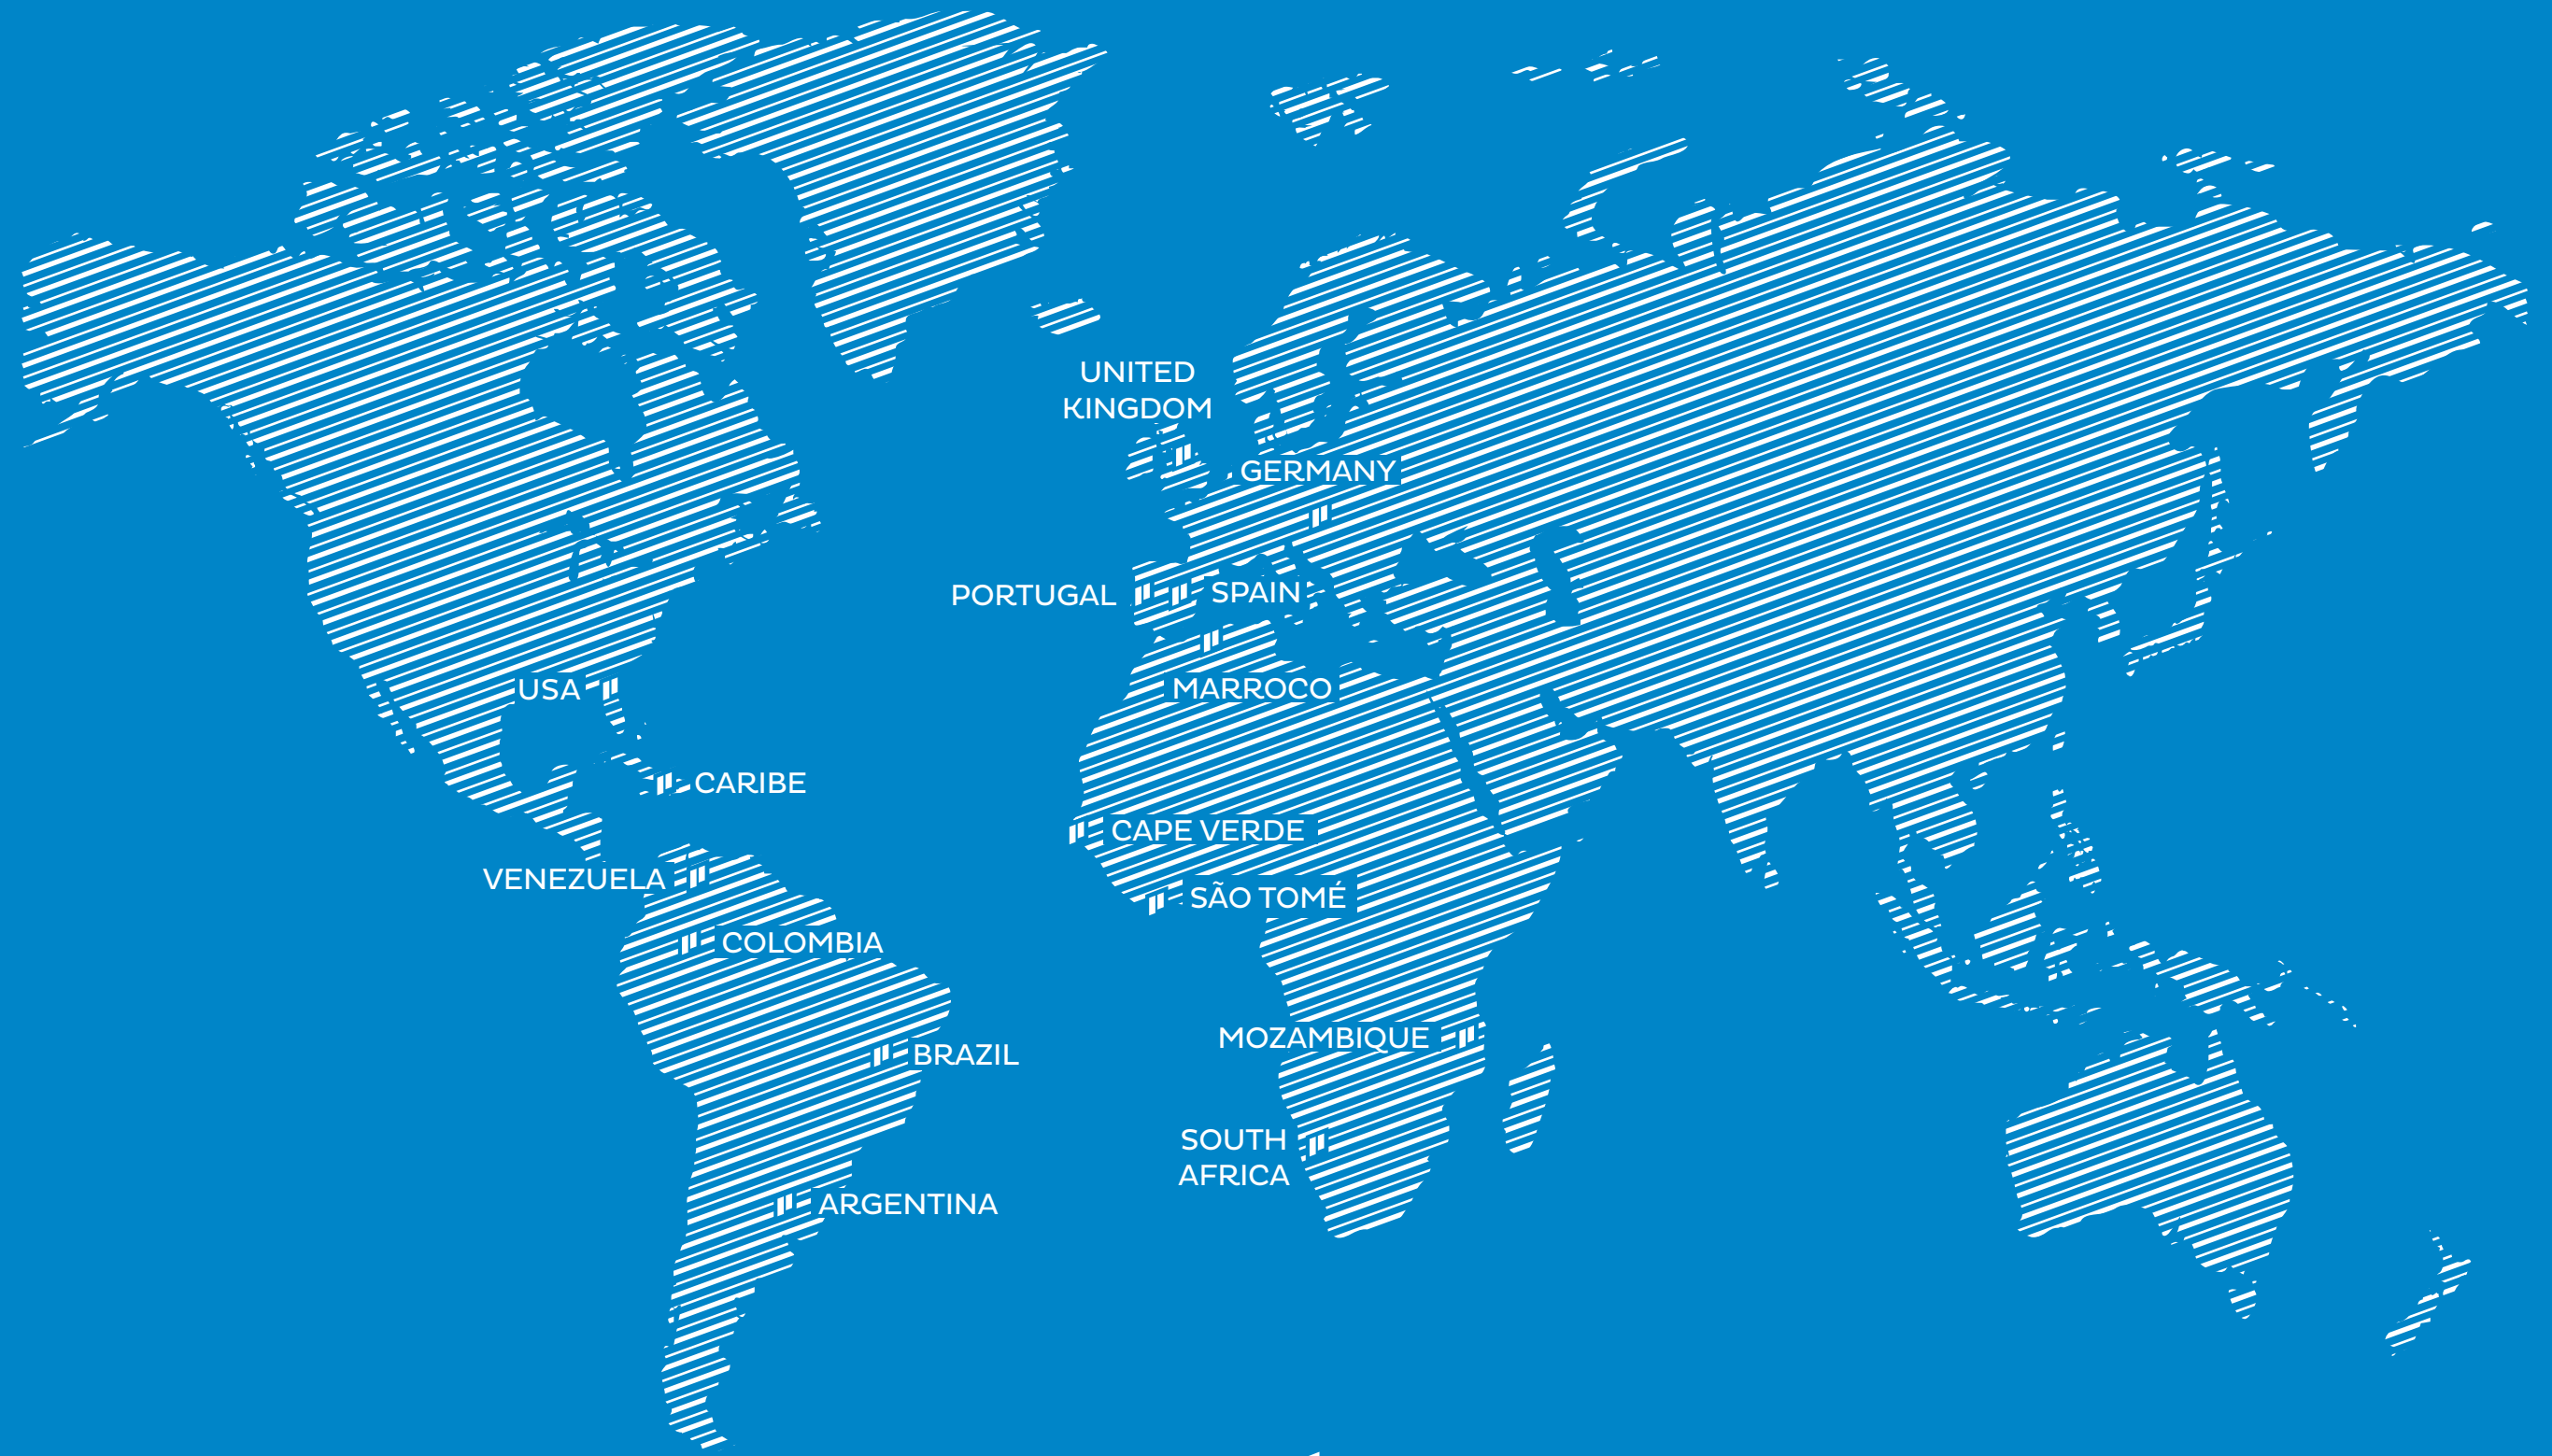 UNITED
KINGDOM
GERMANY
PORTUGAL
SPAIN
USA
MARROCO
CARIBE
CAPE VERDE
VENEZUELA
SÃO TOMÉ
COLOMBIA
MOZAMBIQUE
BRAZIL
SOUTH
AFRICA
ARGENTINA